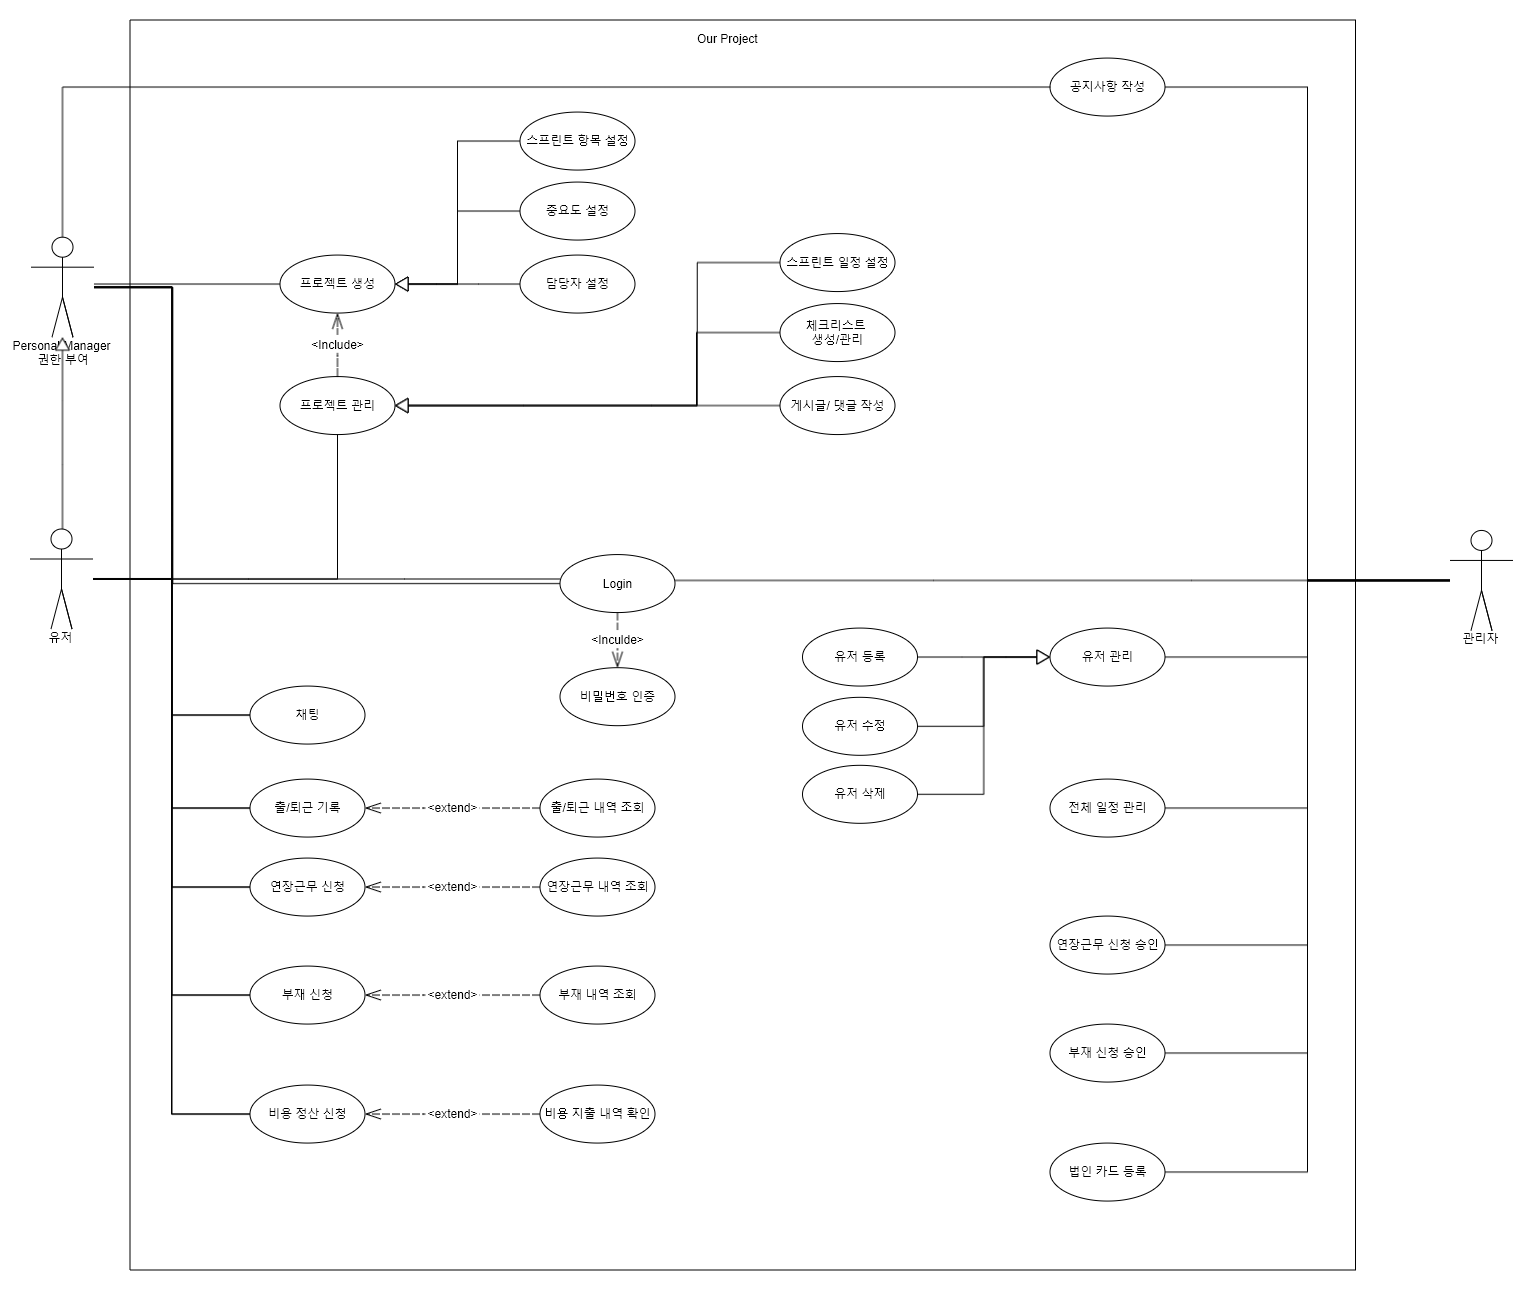 Our Project
공지사항 작성
스프린트 항목 설정
중요도 설정
스프린트 일정 설정
프로젝트 생성
담당자 설정
체크리스트
생성/관리
<Include>
Personal Manager
권한 부여
프로젝트 관리
게시글/ 댓글 작성
Login
유저
관리자
<Inculde>
유저 등록
유저 관리
비밀번호 인증
채팅
유저 수정
유저 삭제
출/퇴근 기록
<extend>
출/퇴근 내역 조회
전체 일정 관리
연장근무 신청
<extend>
연장근무 내역 조회
연장근무 신청 승인
부재 신청
<extend>
부재 내역 조회
부재 신청 승인
비용 정산 신청
<extend>
비용 지출 내역 확인
법인 카드 등록